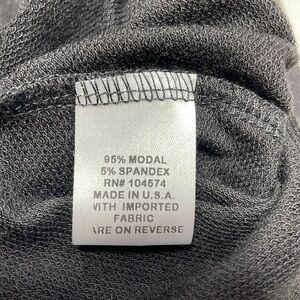 95% MODAL
5% SPANDEX
RN# 104574
MADE IN U.S.A.
WITH IMPORTED
FABRIC
ARE ON REVERSE